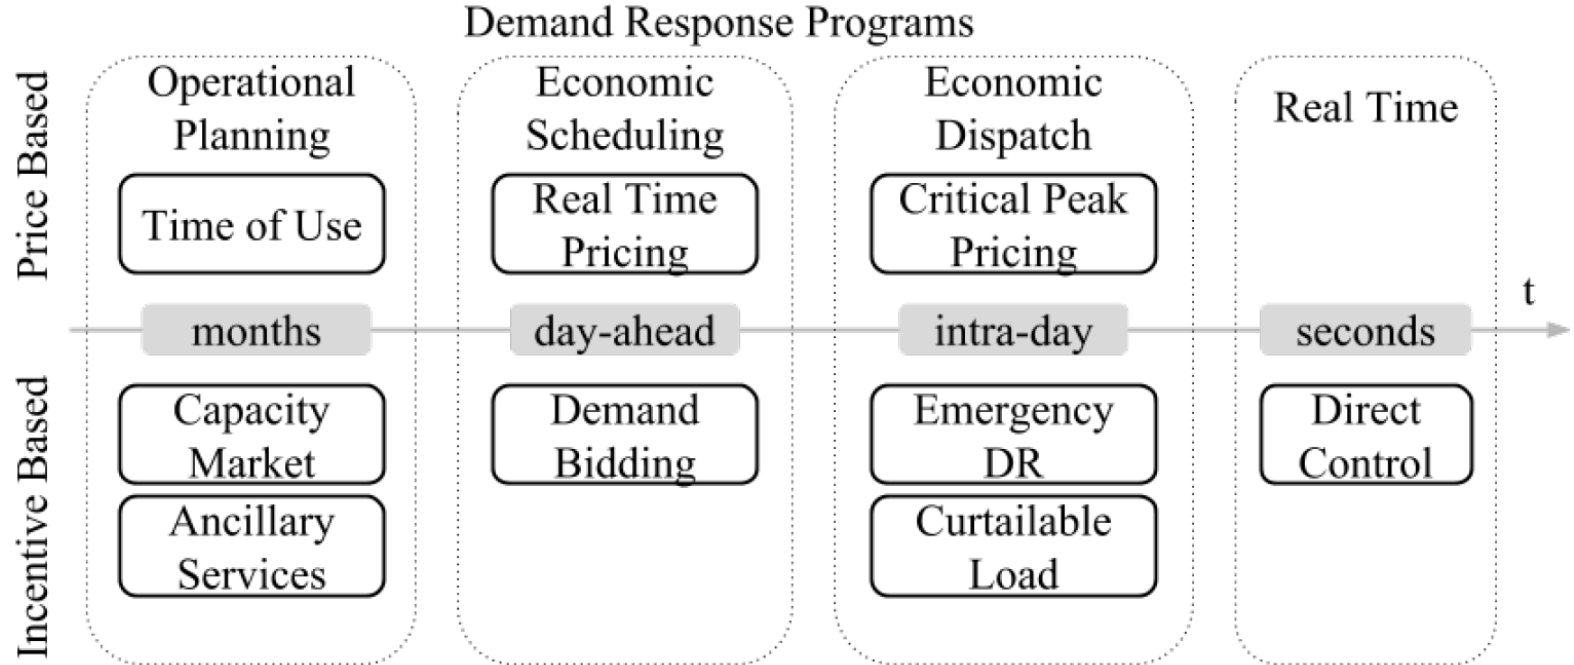 Demand Response Programs
Price Based
Operational
Planning
Time of Use
Economic
Scheduling
Real Time
Pricing
Economic
Dispatch
Critical Peak
Pricing
Real Time
months
day-ahead
intra-day
seconds
t
Incentive Based
Capacity
Market
Ancillary
Services
Demand
Bidding
Emergency
DR
Curtailable
Load
Direct
Control